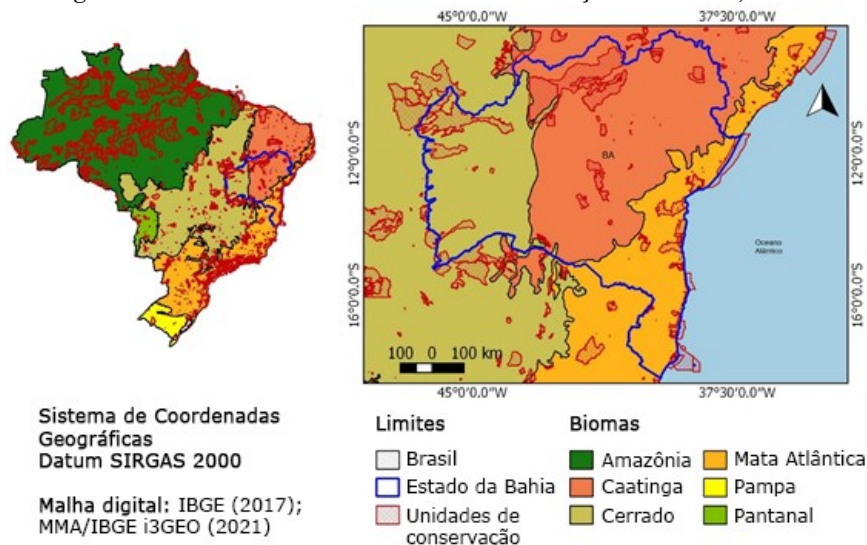 45°0'0.0"W 37°30'0.0"W
12°0'0.0"S
16°0'0.0"S
BA
Oceano
Atlântico
12°0'0.0"S
16°0'0.0"S
100 0 100 km
45°0'0.0"W 37°30'0.0"W
Sistema de Coordenadas
Geográficas
Datum SIRGAS 2000
Malha digital: IBGE (2017);
MMA/IBGE i3GEO (2021)
Limites
Brasil
Estado da Bahia
Unidades de
conservação
Biomas
Amazônia
Caatinga
Cerrado
Mata Atlântica
Pampa
Pantanal